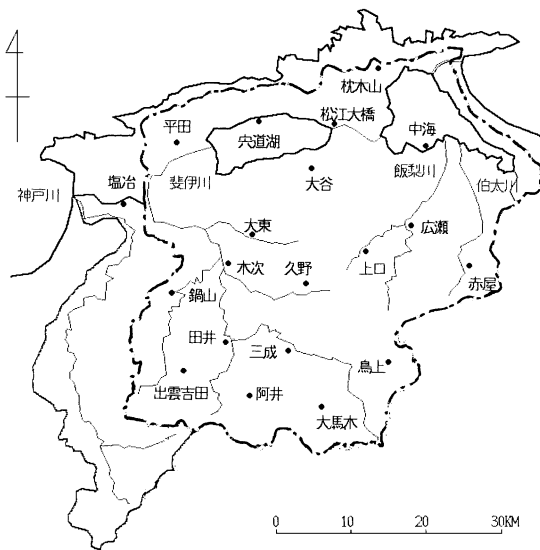 枕木山
松江大橋
平田
宍道湖
中海
神戸川
塩冶
斐伊川
大谷
飯梨川
伯太川
大東
広瀬
木次
久野
上口
赤屋
鍋山
田井
三成
鳥上
出雲吉田
阿井
大馬木
0 10 20 30KM